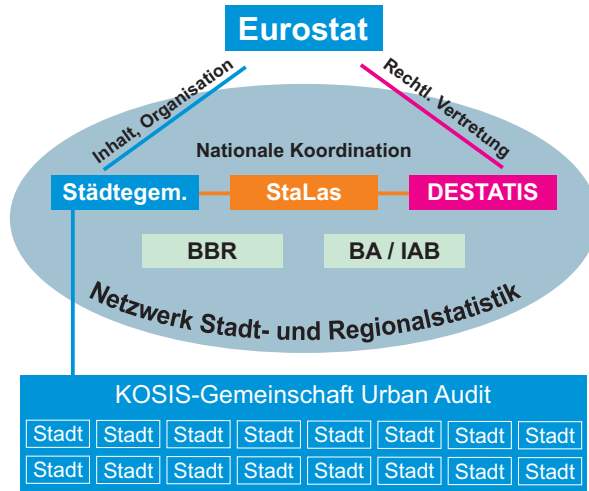 Eurostat
Inhalt, Organisation
Rechtl. Vertretung
Nationale Koordination
Städtegem. StaLas DESTATIS
BBR BA / IAB
Netzwerk Stadt- und Regionalstatistik
KOSIS-Gemeinschaft Urban Audit
Stadt Stadt Stadt Stadt Stadt Stadt Stadt Stadt
Stadt Stadt Stadt Stadt Stadt Stadt Stadt Stadt